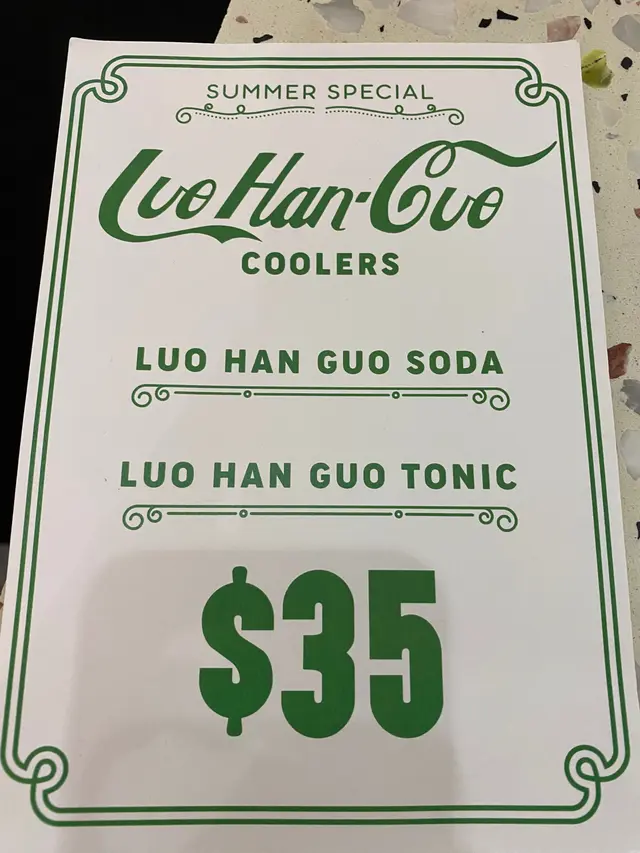 SUMMER SPECIAL
Luo Han-Guo
COOLERS
LUO HAN GUO SODA
LUO HAN GUO TONIC
$35